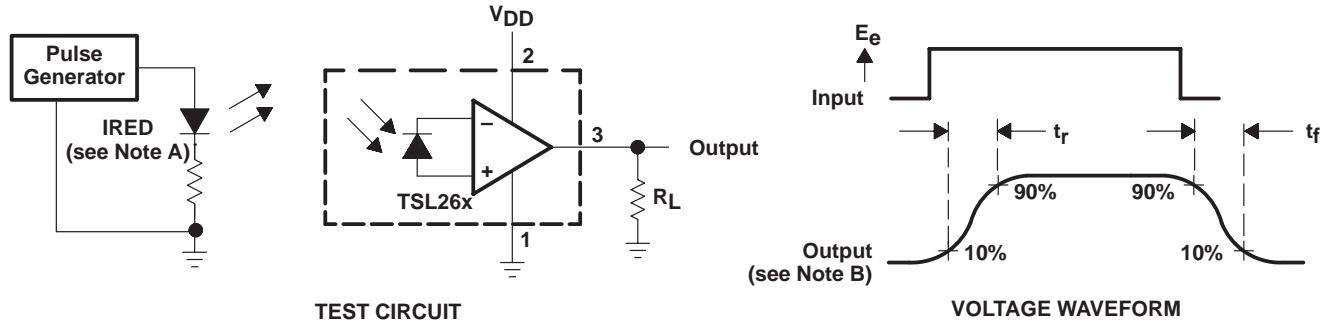 Pulse
Generator
IRED
(see Note A)
VDD
2
−
+
TSL26x
3
Output
RL
1
TEST CIRCUIT
Ee
Input
tr
tf
90%
90%
Output
(see Note B)
10%
10%
VOLTAGE WAVEFORM